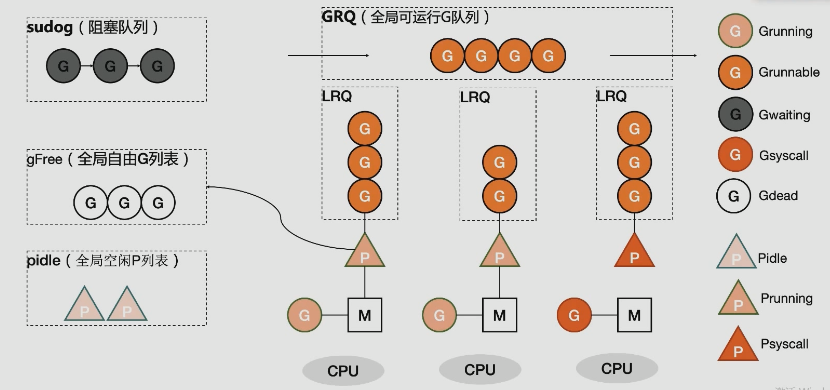 sudog（阻塞队列）
G G G
GRQ（全局可运行G队列）
G G G G
LRQ
G
G
G
P
G M
CPU
LRQ
G
G
P
G M
CPU
LRQ
G
G
G
P
G M
CPU
gFree（全局自由G列表）
G G G
pidle（全局空闲P列表）
P P
G Grunning
G Grunnable
G Gwaiting
G Gsyscall
G Gdead
P Pidle
P Prunning
P Psyscall